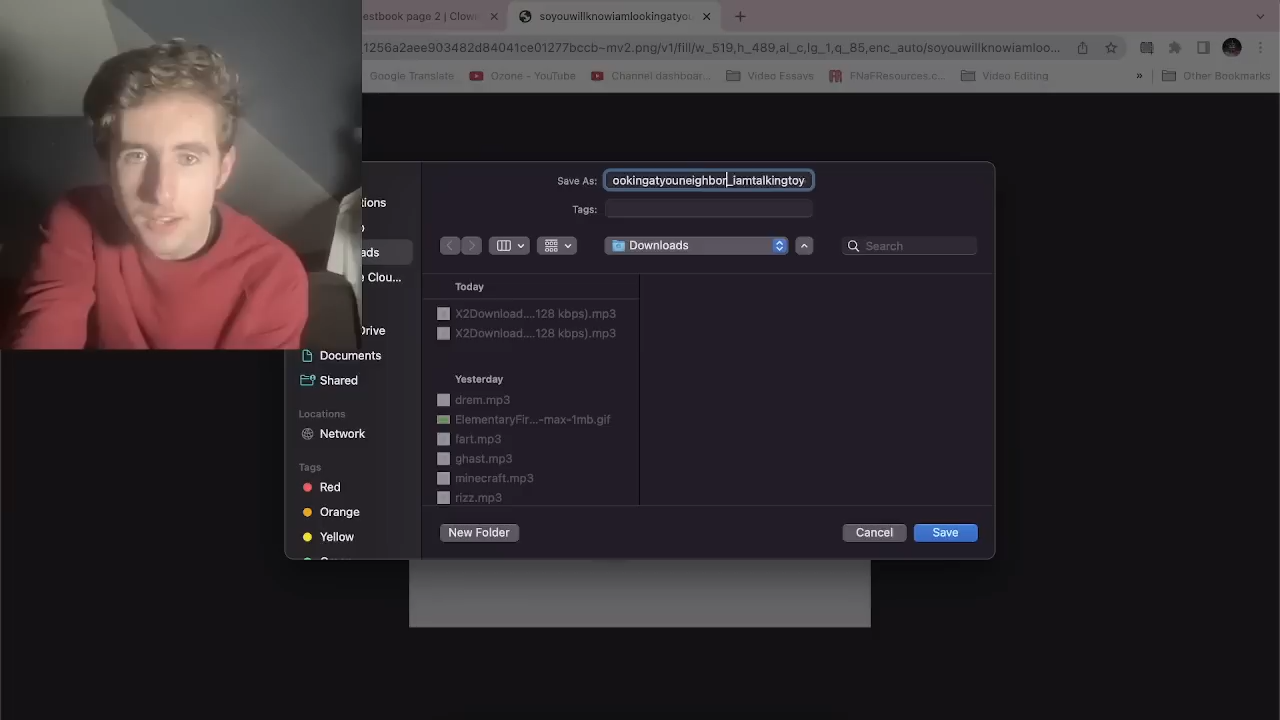 estbook page 2 | Clow
soyouwillknowiamlookingatyou
1256a2aee903482d84041ce01277bccb~mv2.png/v1/fill/w_519,h_489,al_c,lg_1,q_85,enc_auto/soyouwillknowiamloo...
Google Translate
Ozone - YouTube
Channel dashboar...
Video Essays
FNaFResources.c...
Video Editing
»
Other Bookmarks
Save As:
ookingatyouneighbor_iamtalkingtoy
Tags:
Downloads
Search
tions
ads
e Clou...
Drive
Documents
Shared
Locations
Network
Tags
Red
Orange
Yellow
Today
X2Download....128 kbps).mp3
X2Download....128 kbps).mp3
Yesterday
drem.mp3
ElementaryFir...-max-1mb.gif
fart.mp3
ghast.mp3
minecraft.mp3
rizz.mp3
New Folder
Cancel
Save